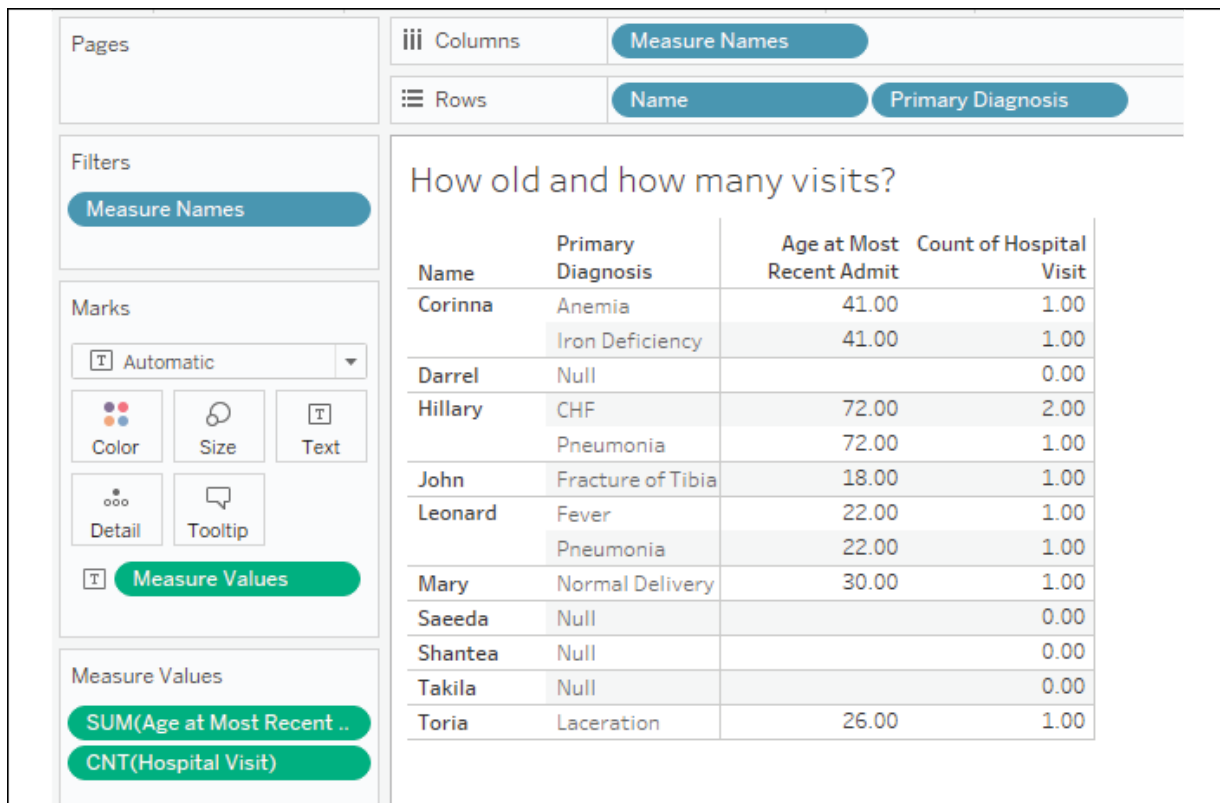 Pages
Columns Measure Names
Rows Name Primary Diagnosis
Filters
Measure Names
Marks
T Automatic
Color Size T Text
Detail Tooltip
T Measure Values
Measure Values
SUM(Age at Most Recent ..
CNT(Hospital Visit)
How old and how many visits?
Primary Age at Most Count of Hospital
Name Diagnosis Recent Admit Visit
Corinna Anemia 41.00 1.00
Iron Deficiency 41.00 1.00
Darrel Null 0.00
Hillary CHF 72.00 2.00
Pneumonia 72.00 1.00
John Fracture of Tibia 18.00 1.00
Leonard Fever 22.00 1.00
Pneumonia 22.00 1.00
Mary Normal Delivery 30.00 1.00
Saeeda Null 0.00
Shantea Null 0.00
Takila Null 0.00
Toria Laceration 26.00 1.00